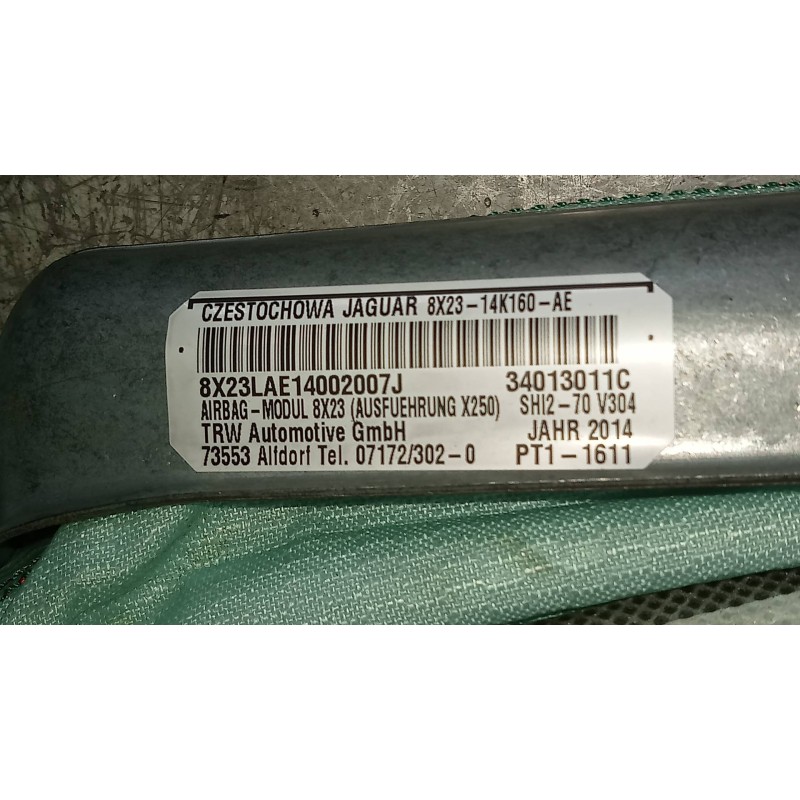 CZESTOCHOWA JAGUAR 8X23-14K160-AE
8X23LAE14002007J 34013011C
AIRBAG-MODUL 8X23 (AUSFUEHRUNG X250) SHI2-70 V304
TRW Automotive GmbH JAHR 2014
73553 Alfdorf Tel. 07172/302-0 PT1-1611